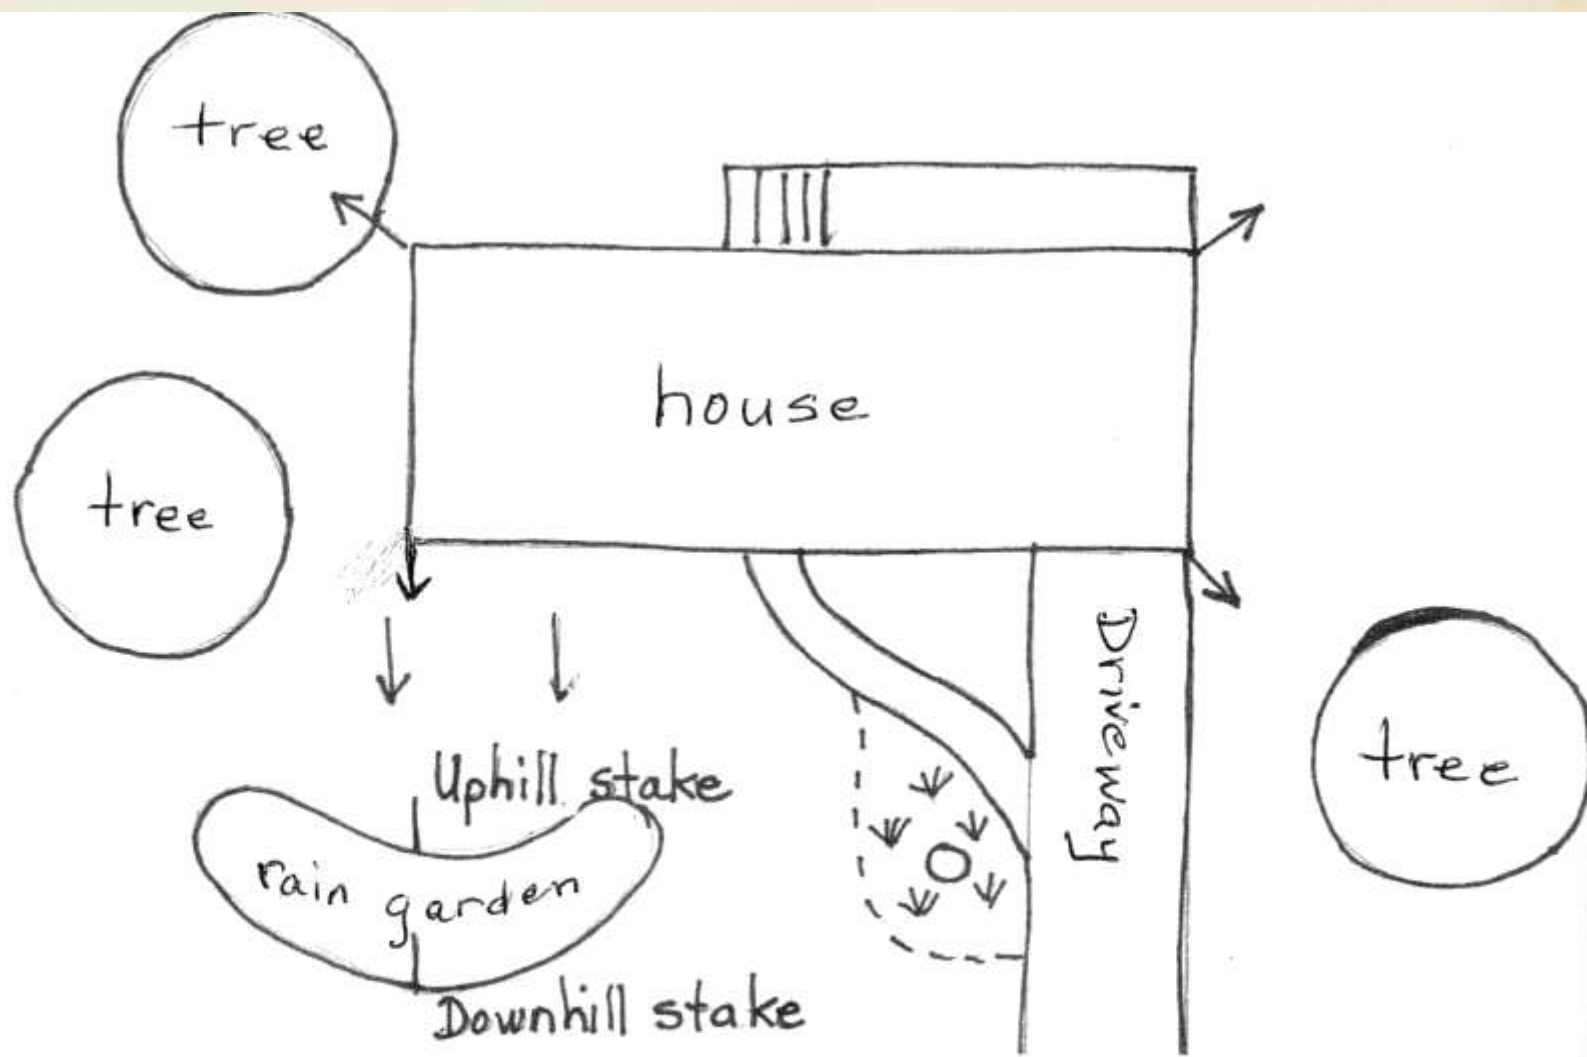 tree
house
tree
Driveway
Uphill stake
tree
rain garden
Downhill stake